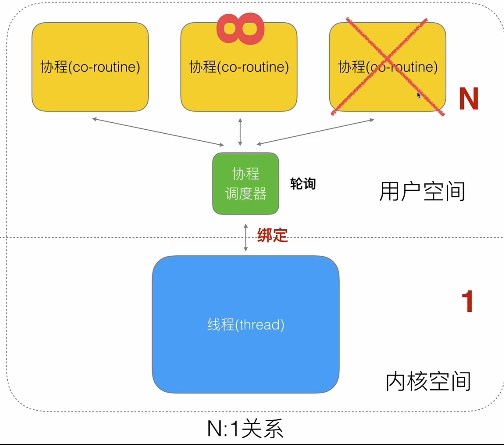 协程(co-routine)
协程(co-routine)
协程(co-routine)
8
N
协程
调度器
轮询
用户空间
绑定
线程(thread)
1
内核空间
N:1关系